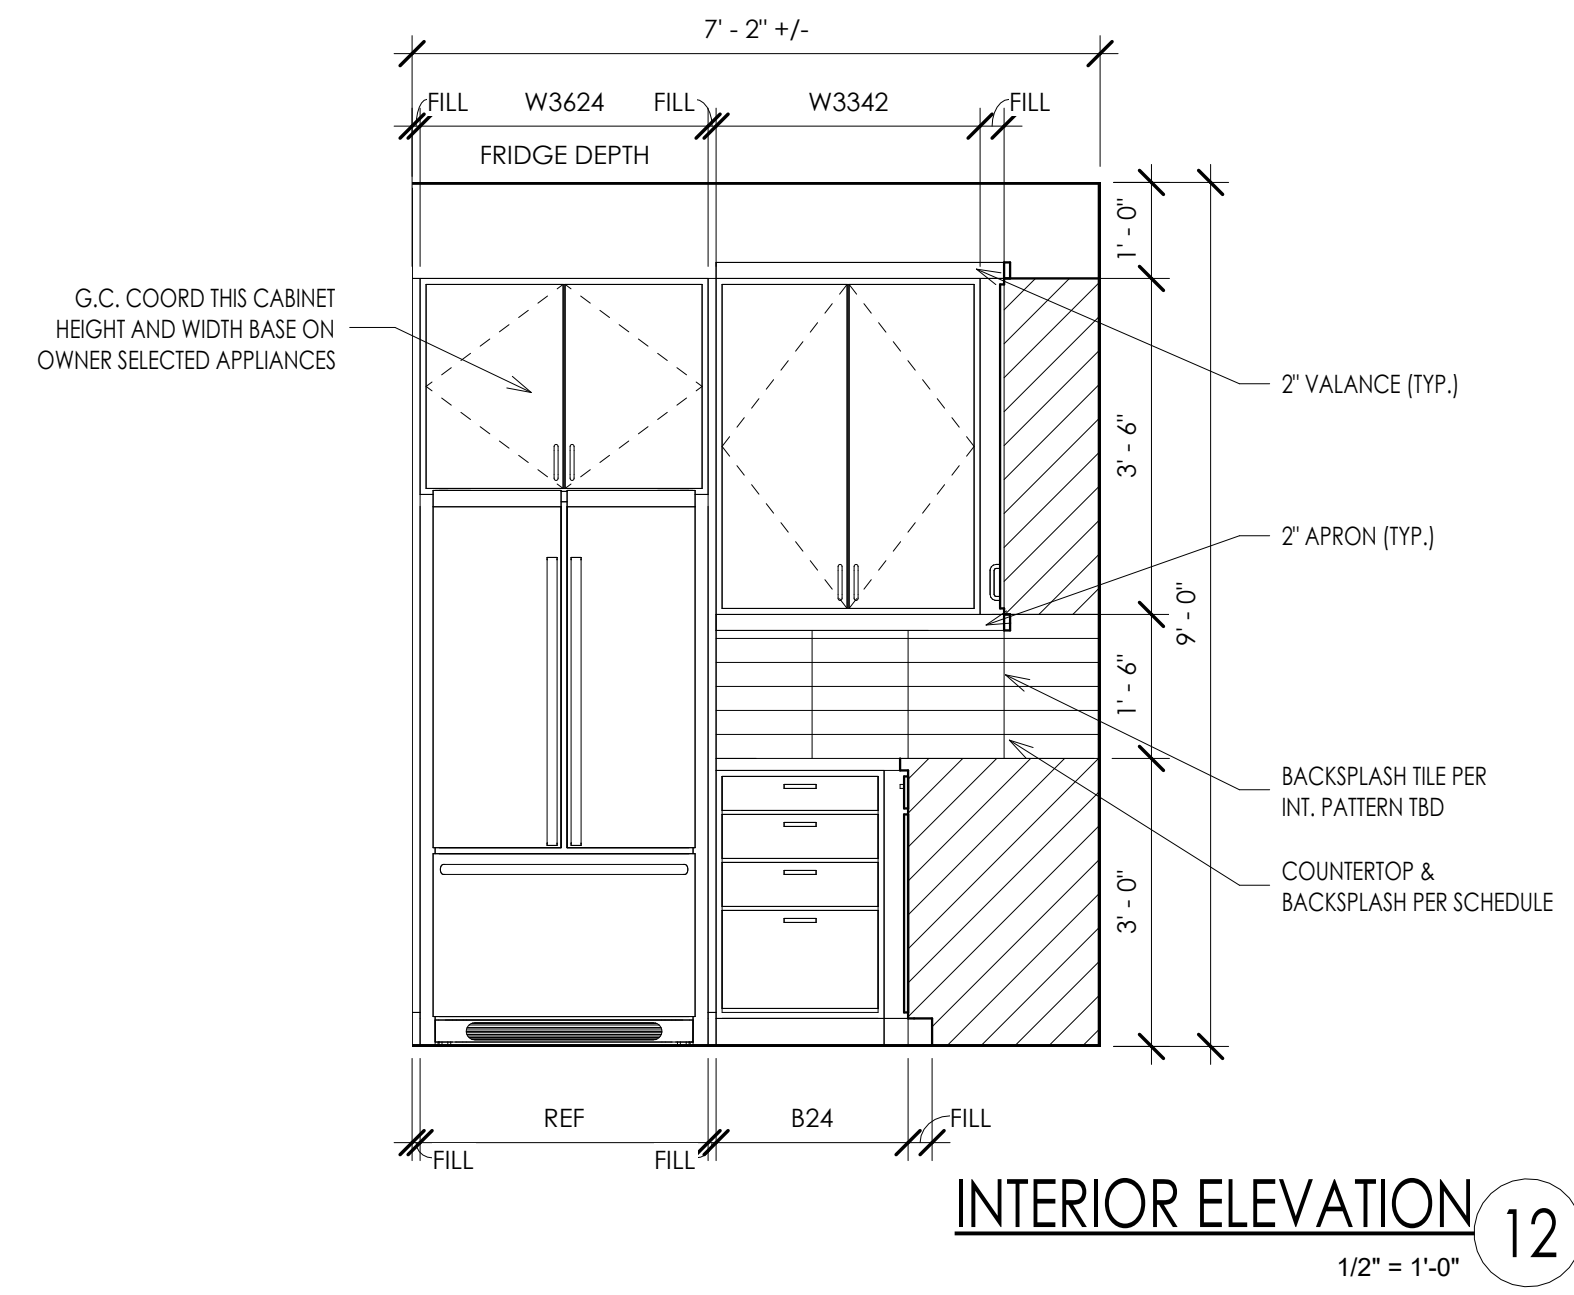 7' - 2" +/-
FILL
W3624
FILL
W3342
FILL
FRIDGE DEPTH
1' - 0"
G.C. COORD THIS CABINET
HEIGHT AND WIDTH BASE ON
OWNER SELECTED APPLIANCES
2" VALANCE (TYP.)
3' - 6"
2" APRON (TYP.)
9' - 0"
1' - 6"
BACKSPLASH TILE PER
INT. PATTERN TBD
COUNTERTOP &
BACKSPLASH PER SCHEDULE
3' - 0"
REF
B24
FILL
FILL
FILL
INTERIOR ELEVATION
12
1/2" = 1'-0"